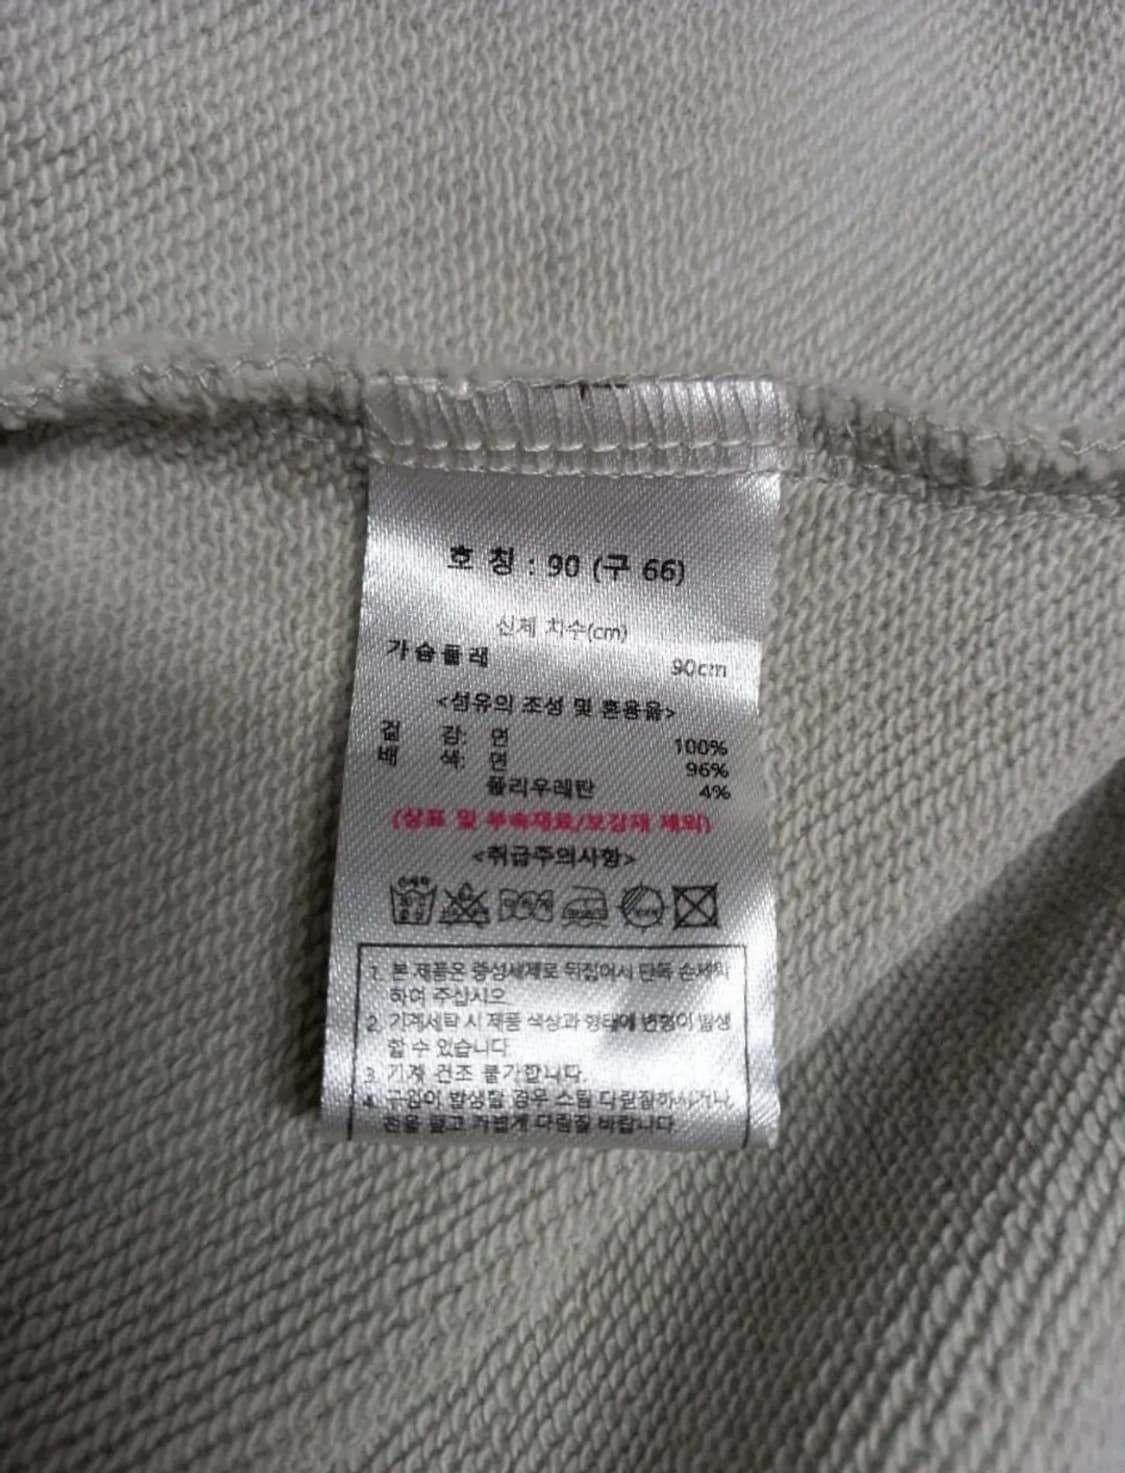 호 칭 : 90 (구 66)
신체 치수(cm)
가슴둘레 90cm
<섬유의 조성 및 혼용율>
겉 감: 면 100%
배 색: 면 96%
폴리우레탄 4%
(상표 및 부속재료/보강재 제외)
<취급주의사항>
손세탁
1. 본 제품은 중성세제로 뒤집어서 단독 손세탁
하여 주십시오
2. 기계세탁 시 제품 색상과 형태에 변형이 발생
할 수 있습니다
3. 기계 건조 불가합니다.
4. 구김이 발생할 경우 스팀 다림질하시거나,
천을 덮고 가볍게 다림질 바랍니다.